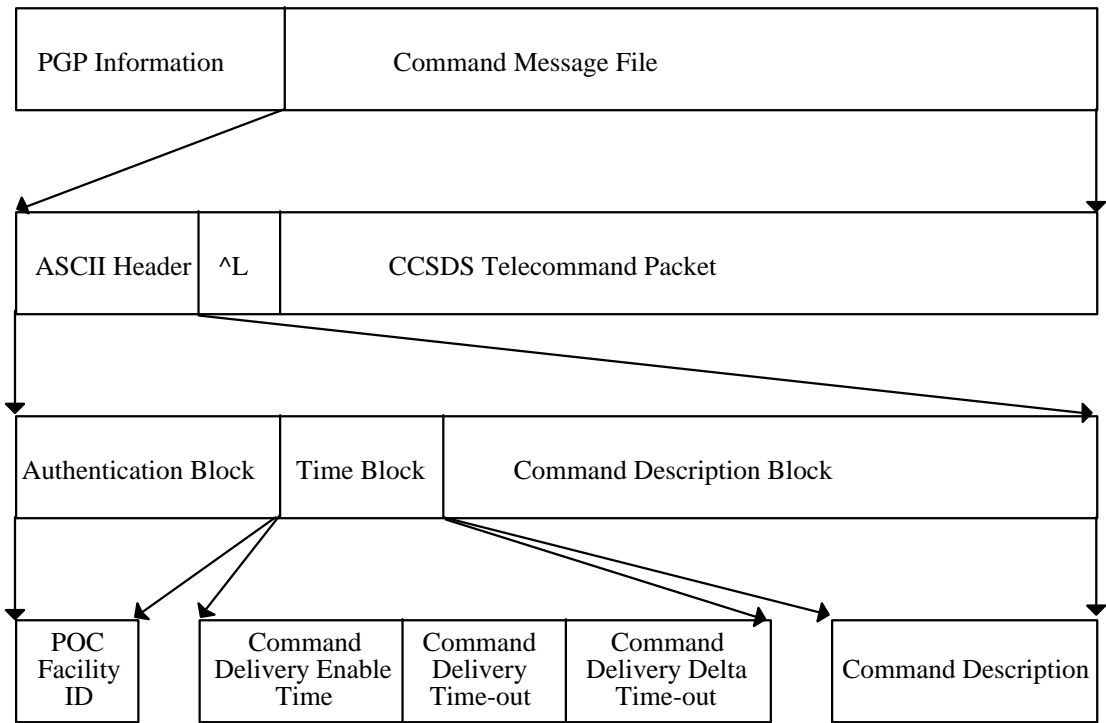 PGP Information
Command Message File
ASCII Header
^L
CCSDS Telecommand Packet
Authentication Block
Time Block
Command Description Block
POC
Facility
ID
Command
Delivery Enable
Time
Command
Delivery
Time-out
Command
Delivery Delta
Time-out
Command Description